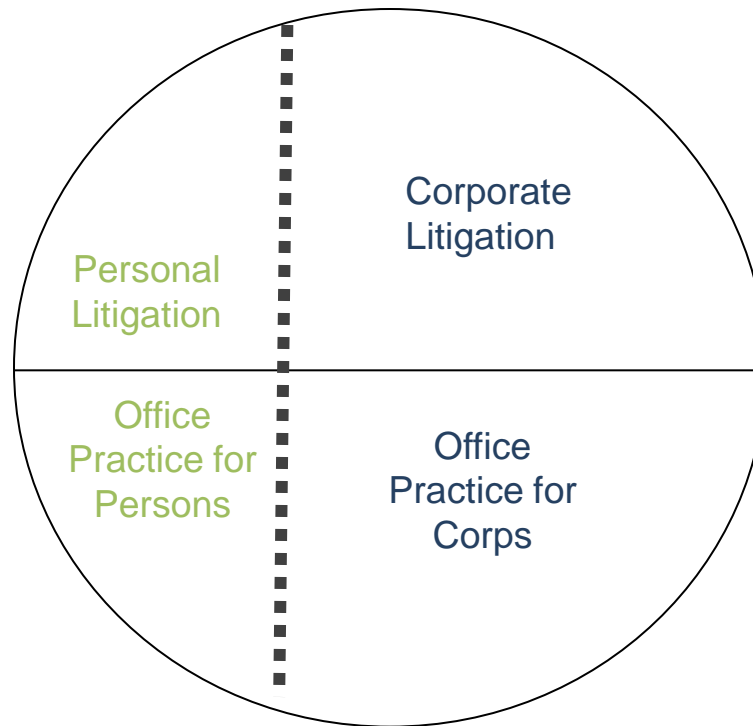 Corporate
Litigation
Personal
Litigation
Office
Practice for
Persons
Office
Practice for
Corps